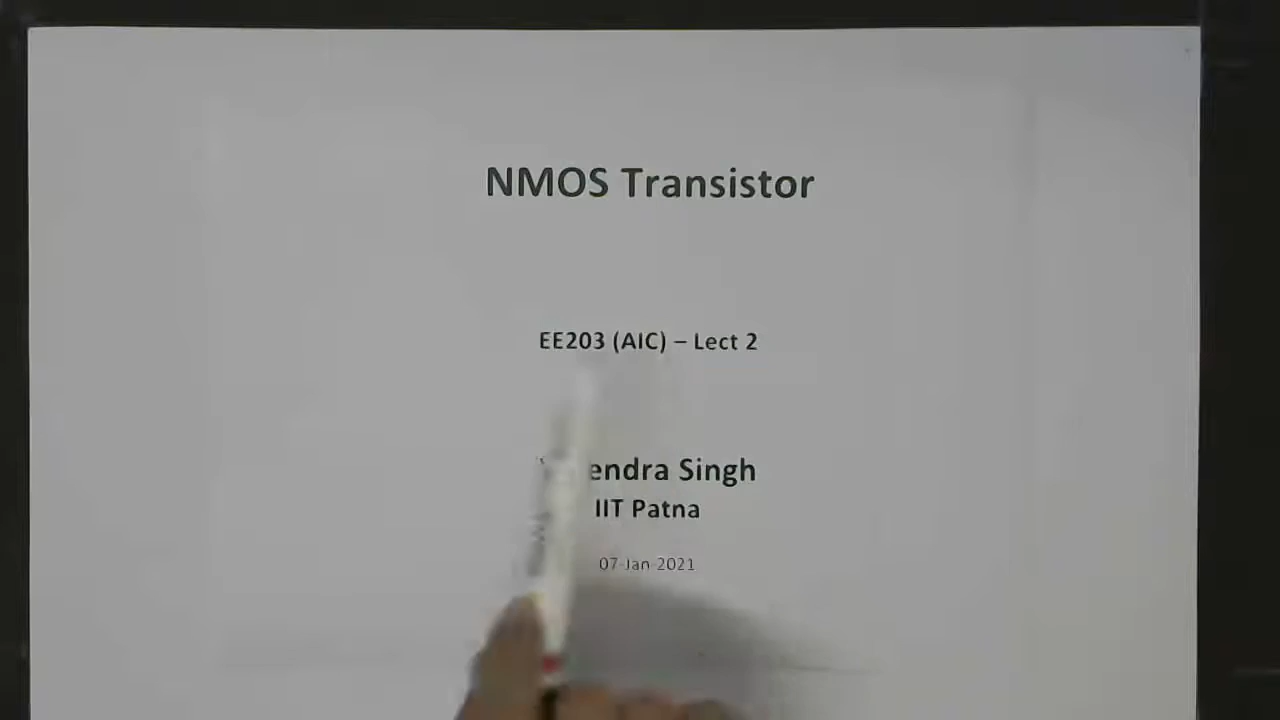 NMOS Transistor
EE203 (AIC) – Lect 2
endra Singh
IIT Patna
07-Jan-2021